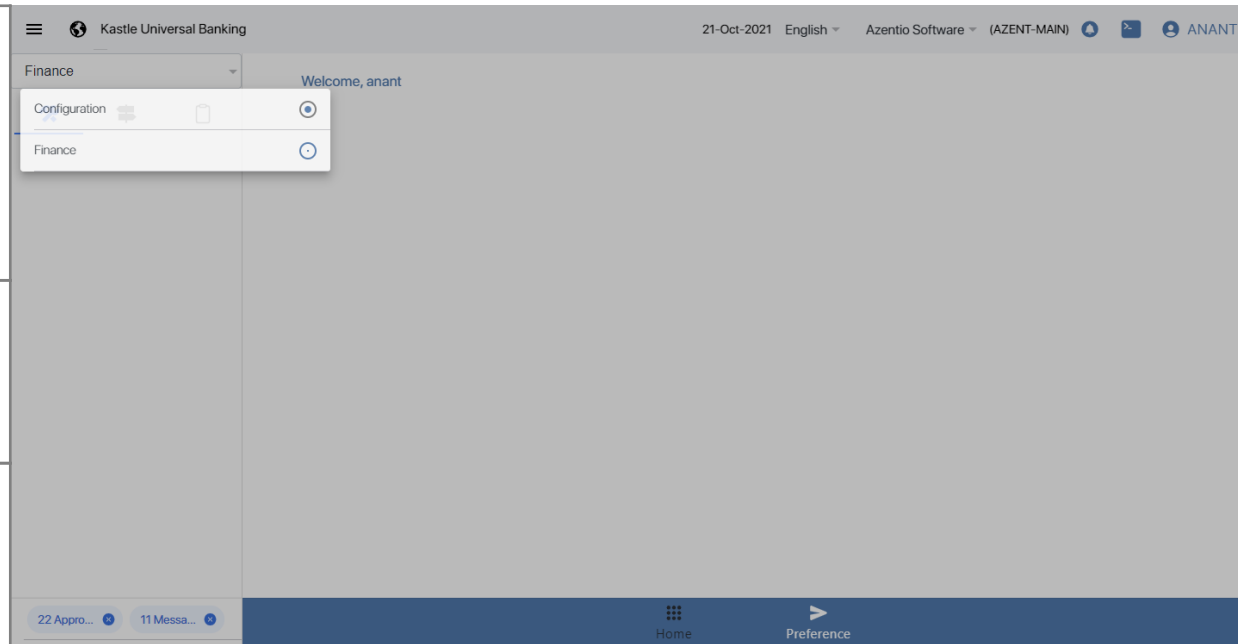 Kastle Universal Banking 21-Oct-2021 English Azentio Software (AZENT-MAIN) ANANT
Finance
Welcome, anant
Configuration
Finance
22 Appro... 11 Messa...
Home Preference